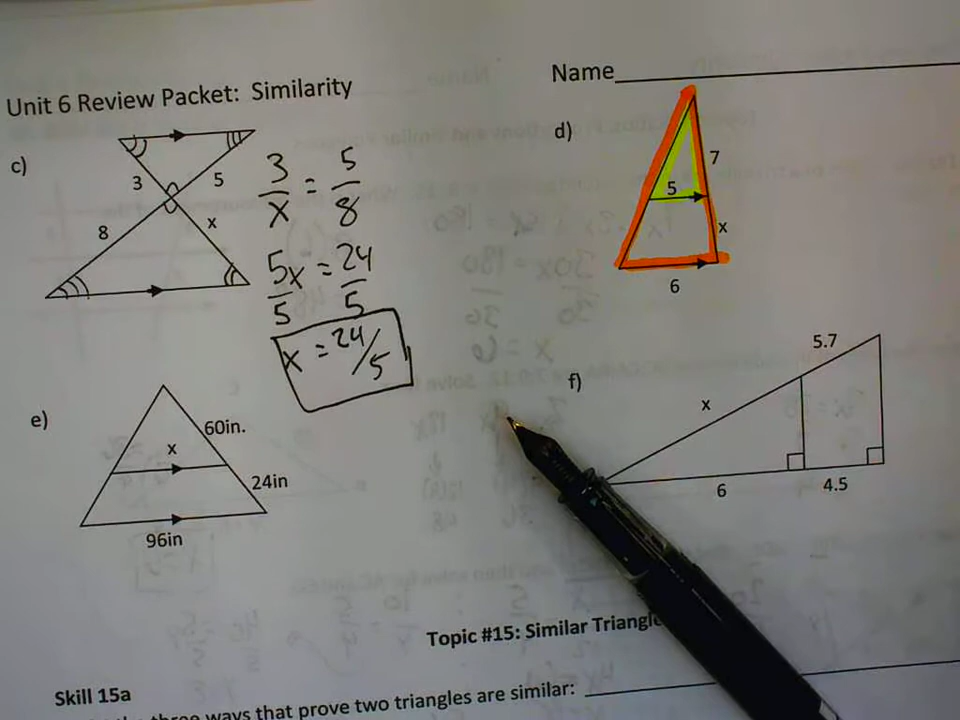 Unit 6 Review Packet: Similarity
Name
c)
3
5
8
x
3/x = 5/8
5x/5 = 24/5
x = 24/5
d)
7
5
x
6
e)
60in.
x
24in
96in
f)
5.7
x
6
4.5
Topic #15: Similar
Skill 15a
three ways that prove two triangles are similar: